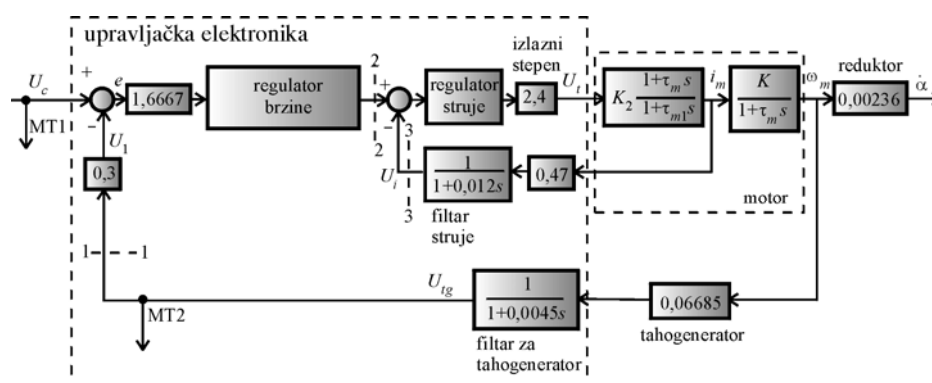 upravljačka elektronika
U_c
+
−
e
1,6667
regulator
brzine
2
2
+
−
regulator
struje
izlazni
stepen
2,4
U_t
K_2
1+τ_m s
1+τ_m1 s
i_m
K
1+τ_m s
ω_m
reduktor
0,00236
α̇
MT1
U_1
0,3
U_i
3
3
1
1+0,012s
filtar
struje
0,47
motor
1
1
U_tg
MT2
1
1+0,0045s
filtar za
tahogenerator
0,06685
tahogenerator